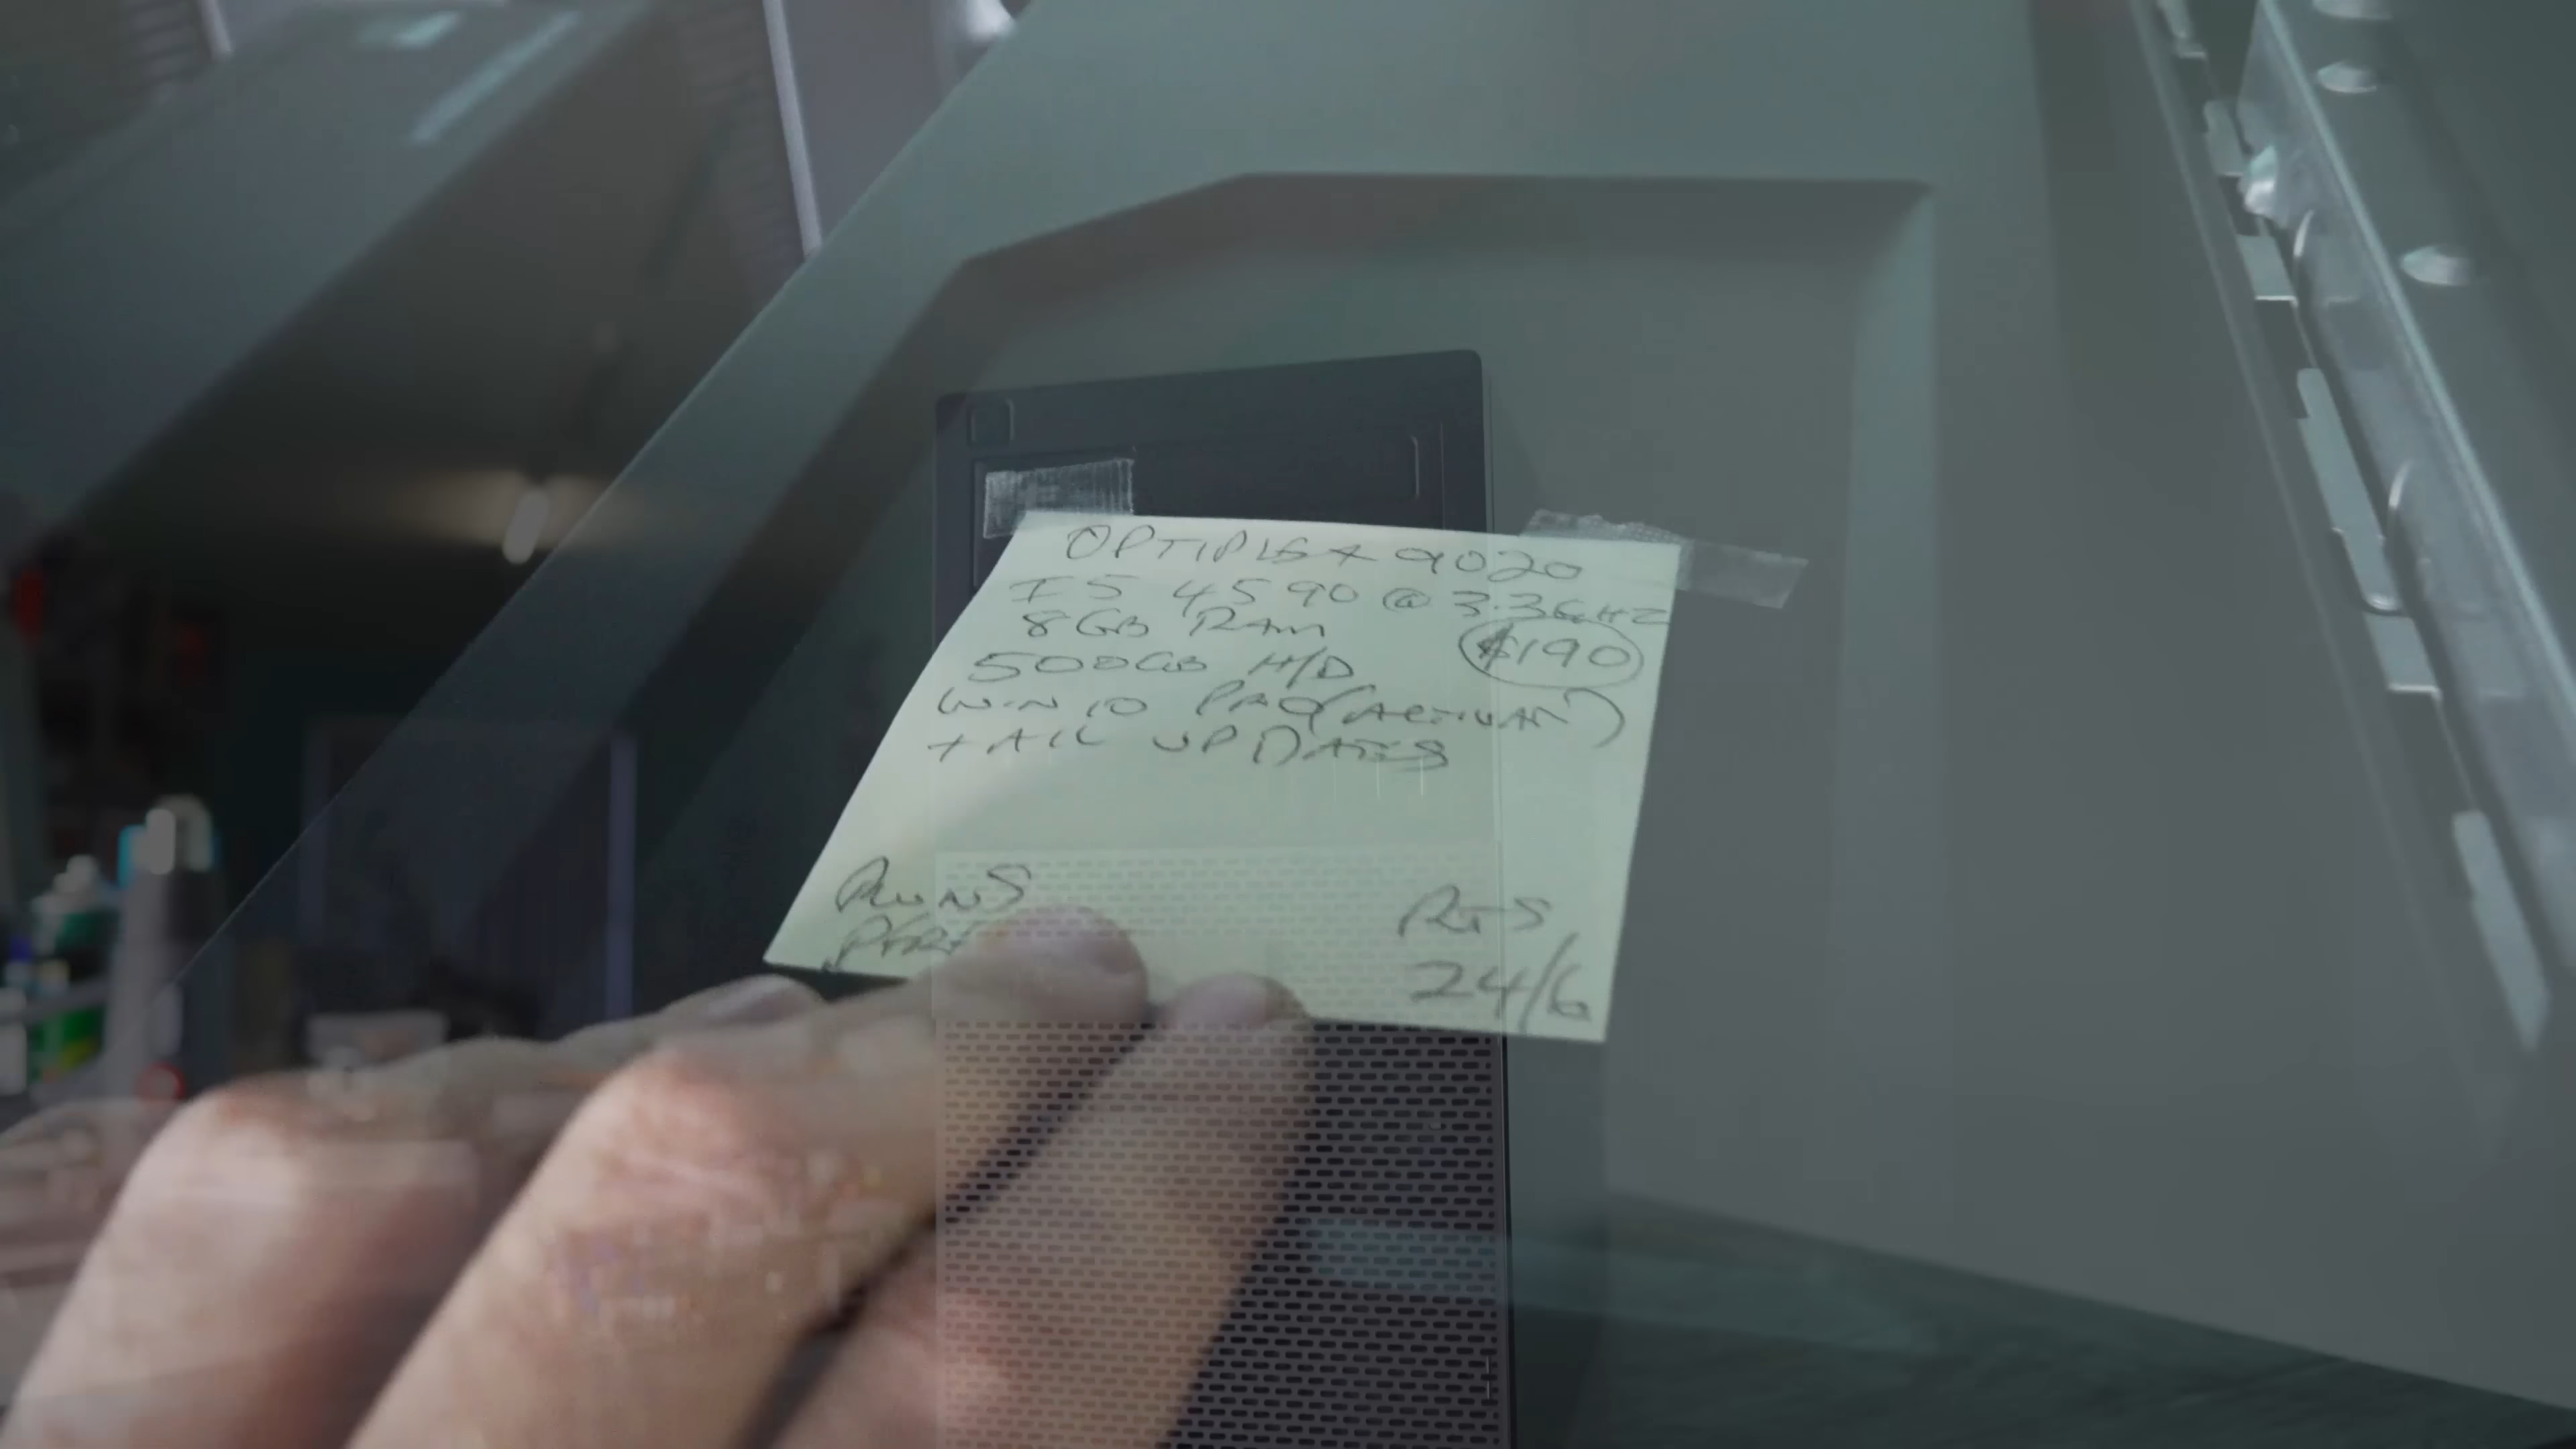 OPTIPLEX 9020
I5 4590 @ 3.3GHZ
8GB RAM
$190
500GB H/D
WIN 10 PRO (ACTIVAT)
+ ALL UPDATES
RUNS
RTS
24/6